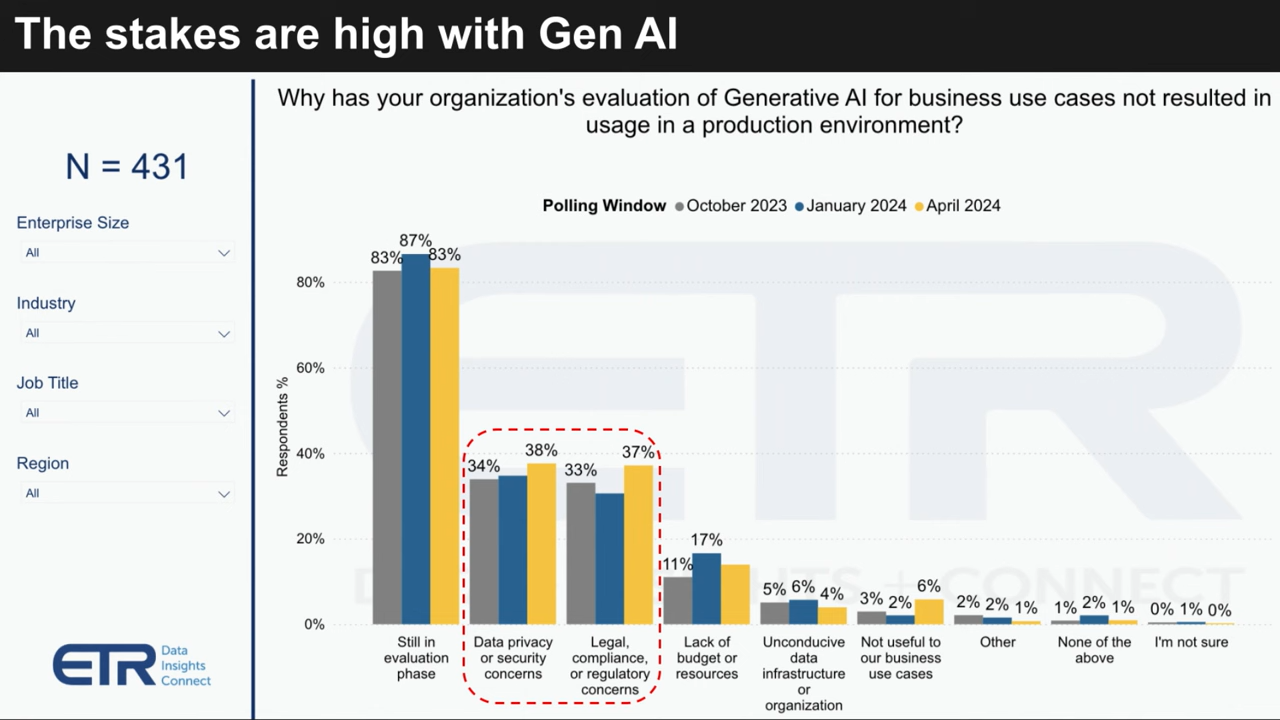 The stakes are high with Gen AI
N = 431
Enterprise Size
All
Industry
All
Job Title
All
Region
All
ETR Data
Insights
Connect
Why has your organization's evaluation of Generative AI for business use cases not resulted in
usage in a production environment?
Polling Window October 2023 January 2024 April 2024
Respondents %
80%
60%
40%
20%
0%
83% 87% 83%
34% 38%
33% 37%
11% 17%
5% 6% 4%
3% 2% 6%
2% 2% 1%
1% 2% 1%
0% 1% 0%
Still in
evaluation
phase
Data privacy
or security
concerns
Legal,
compliance,
or regulatory
concerns
Lack of
budget or
resources
Unconducive
data
infrastructure
or
organization
Not useful to
our business
use cases
Other
None of the
above
I'm not sure
ETR